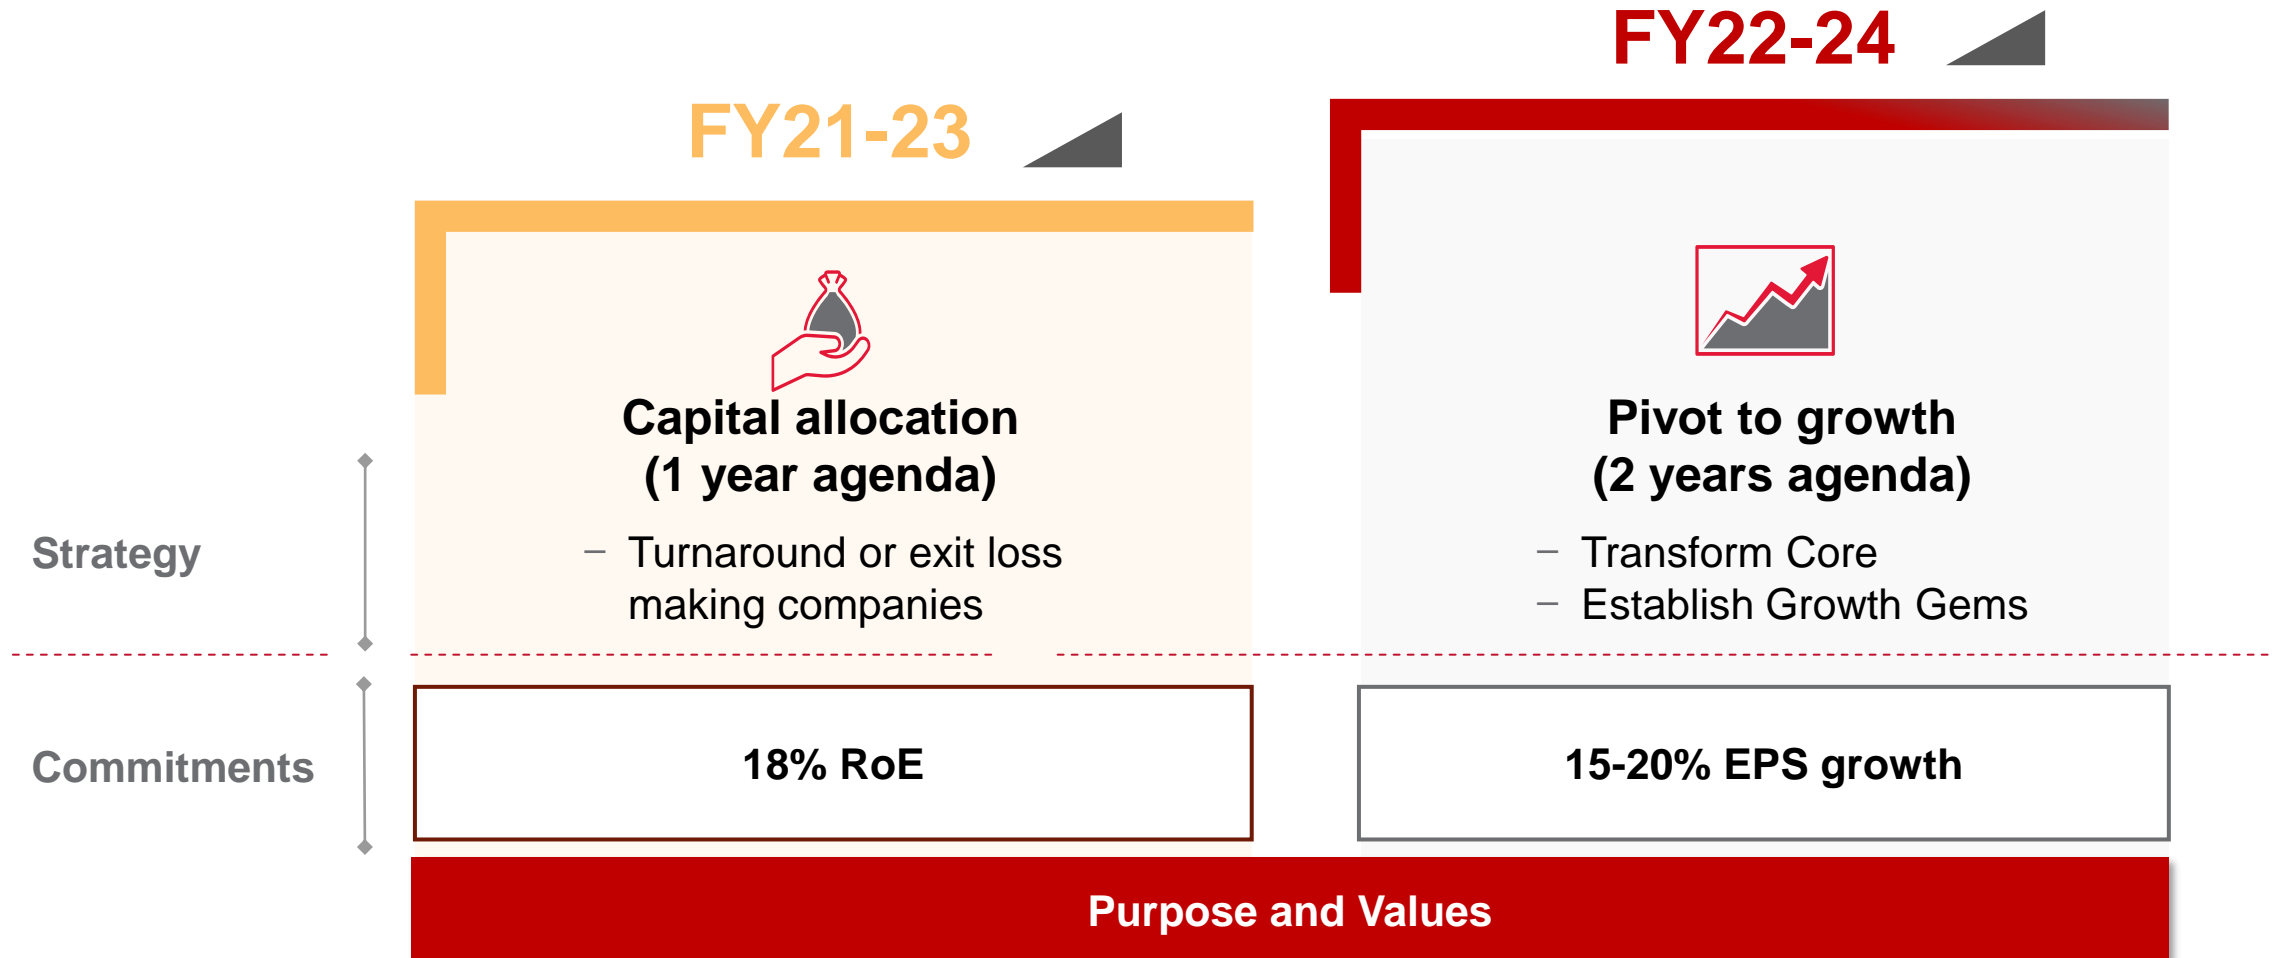 FY22-24
FY21-23
Capital allocation
(1 year agenda)
– Turnaround or exit loss
making companies
Pivot to growth
(2 years agenda)
– Transform Core
– Establish Growth Gems
Strategy
Commitments
18% RoE
15-20% EPS growth
Purpose and Values